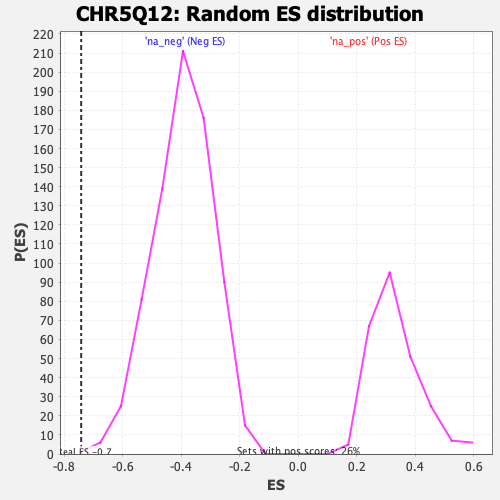 CHR5Q12: Random ES distribution
'na_neg' (Neg ES)
'na_pos' (Pos ES)
P(ES)
220
210
200
190
180
170
160
150
140
130
120
110
100
90
80
70
60
50
40
30
20
10
0
Real ES -0.7
Sets with pos scores: 26%
-0.8 -0.6 -0.4 -0.2 0.0 0.2 0.4 0.6
ES